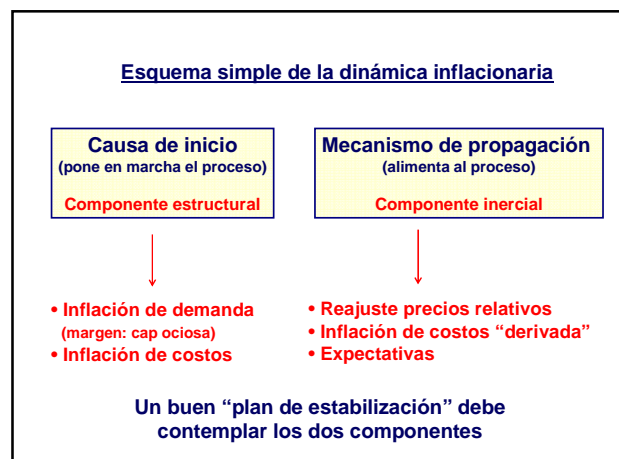 Esquema simple de la dinámica inflacionaria
Causa de inicio
(pone en marcha el proceso)
Componente estructural
Mecanismo de propagación
(alimenta al proceso)
Componente inercial
• Inflación de demanda
(margen: cap ociosa)
• Inflación de costos
• Reajuste precios relativos
• Inflación de costos “derivada”
• Expectativas
Un buen “plan de estabilización” debe
contemplar los dos componentes